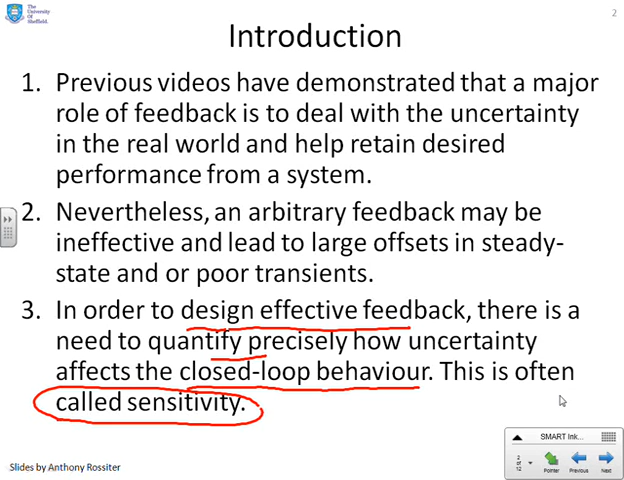 The
University
Of
Sheffield.
2
Introduction
1. Previous videos have demonstrated that a major
role of feedback is to deal with the uncertainty
in the real world and help retain desired
performance from a system.
2. Nevertheless, an arbitrary feedback may be
ineffective and lead to large offsets in steady-
state and or poor transients.
3. In order to design effective feedback, there is a
need to quantify precisely how uncertainty
affects the closed-loop behaviour. This is often
called sensitivity.
SMART Ink...
2
of
12
Pointer Previous Next
Slides by Anthony Rossiter